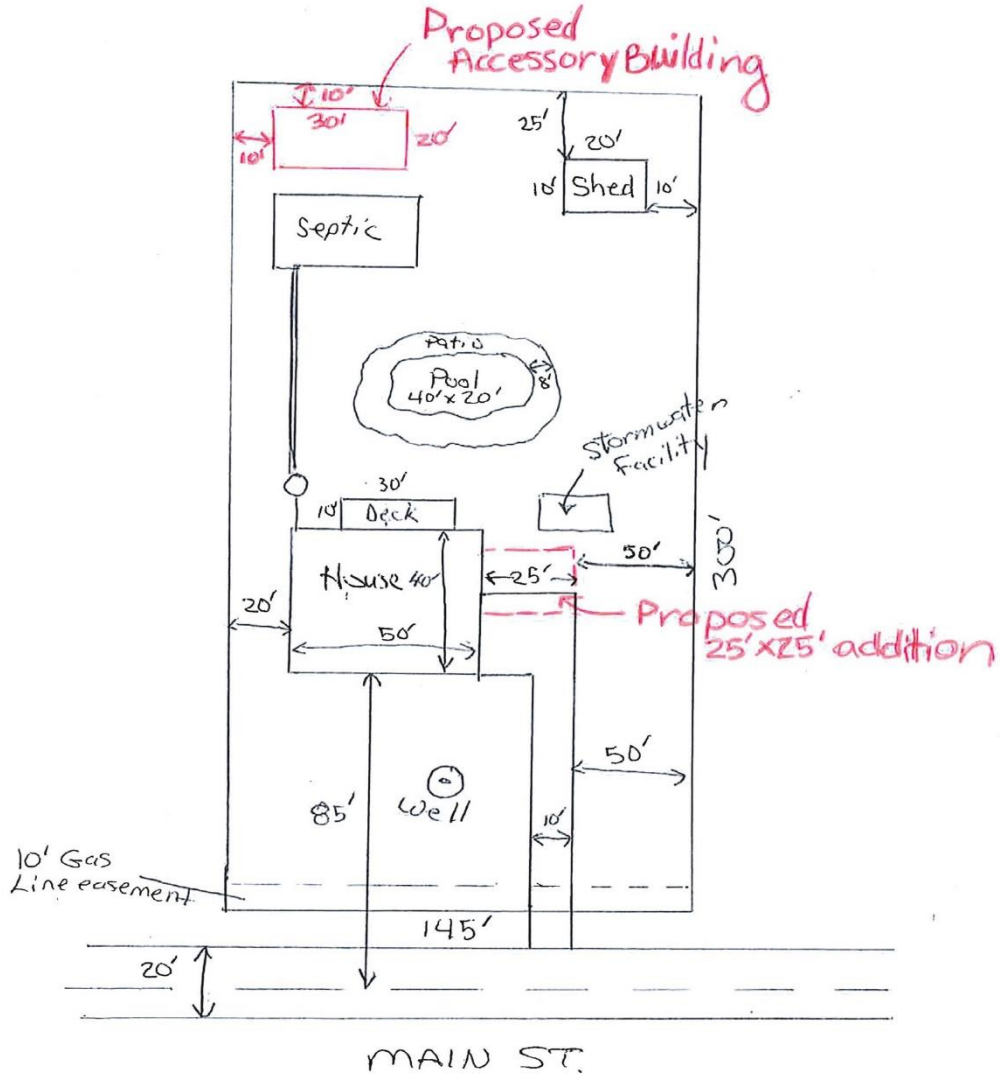 Proposed
Accessory Building
10'
30'
20'
10'
25'
20'
10'
Shed
10'
Septic
Patio
Pool
40' x 20'
8'
Stormwater
Facility
30'
10'
Deck
House 40'
50'
20'
25'
50'
300'
Proposed
25'x25' addition
85'
Well
50'
10'
10' Gas
Line easement
145'
20'
MAIN ST.